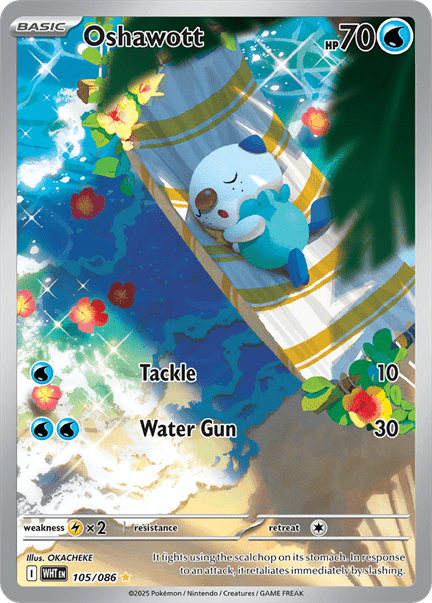 BASIC
Oshawott
HP 70
Tackle 10
Water Gun 30
weakness ×2 resistance retreat
Illus. OKACHEKE
It fights using the scalchop on its stomach. In response
to an attack, it retaliates immediately by slashing.
I WHT EN 105/086
©2025 Pokémon / Nintendo / Creatures / GAME FREAK